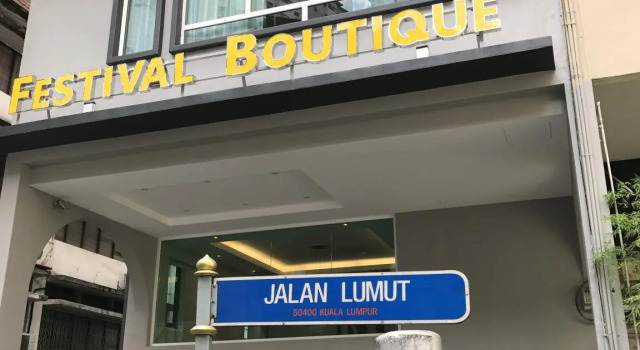 FESTIVAL BOUTIQUE
JALAN LUMUT
50400 KUALA LUMPUR